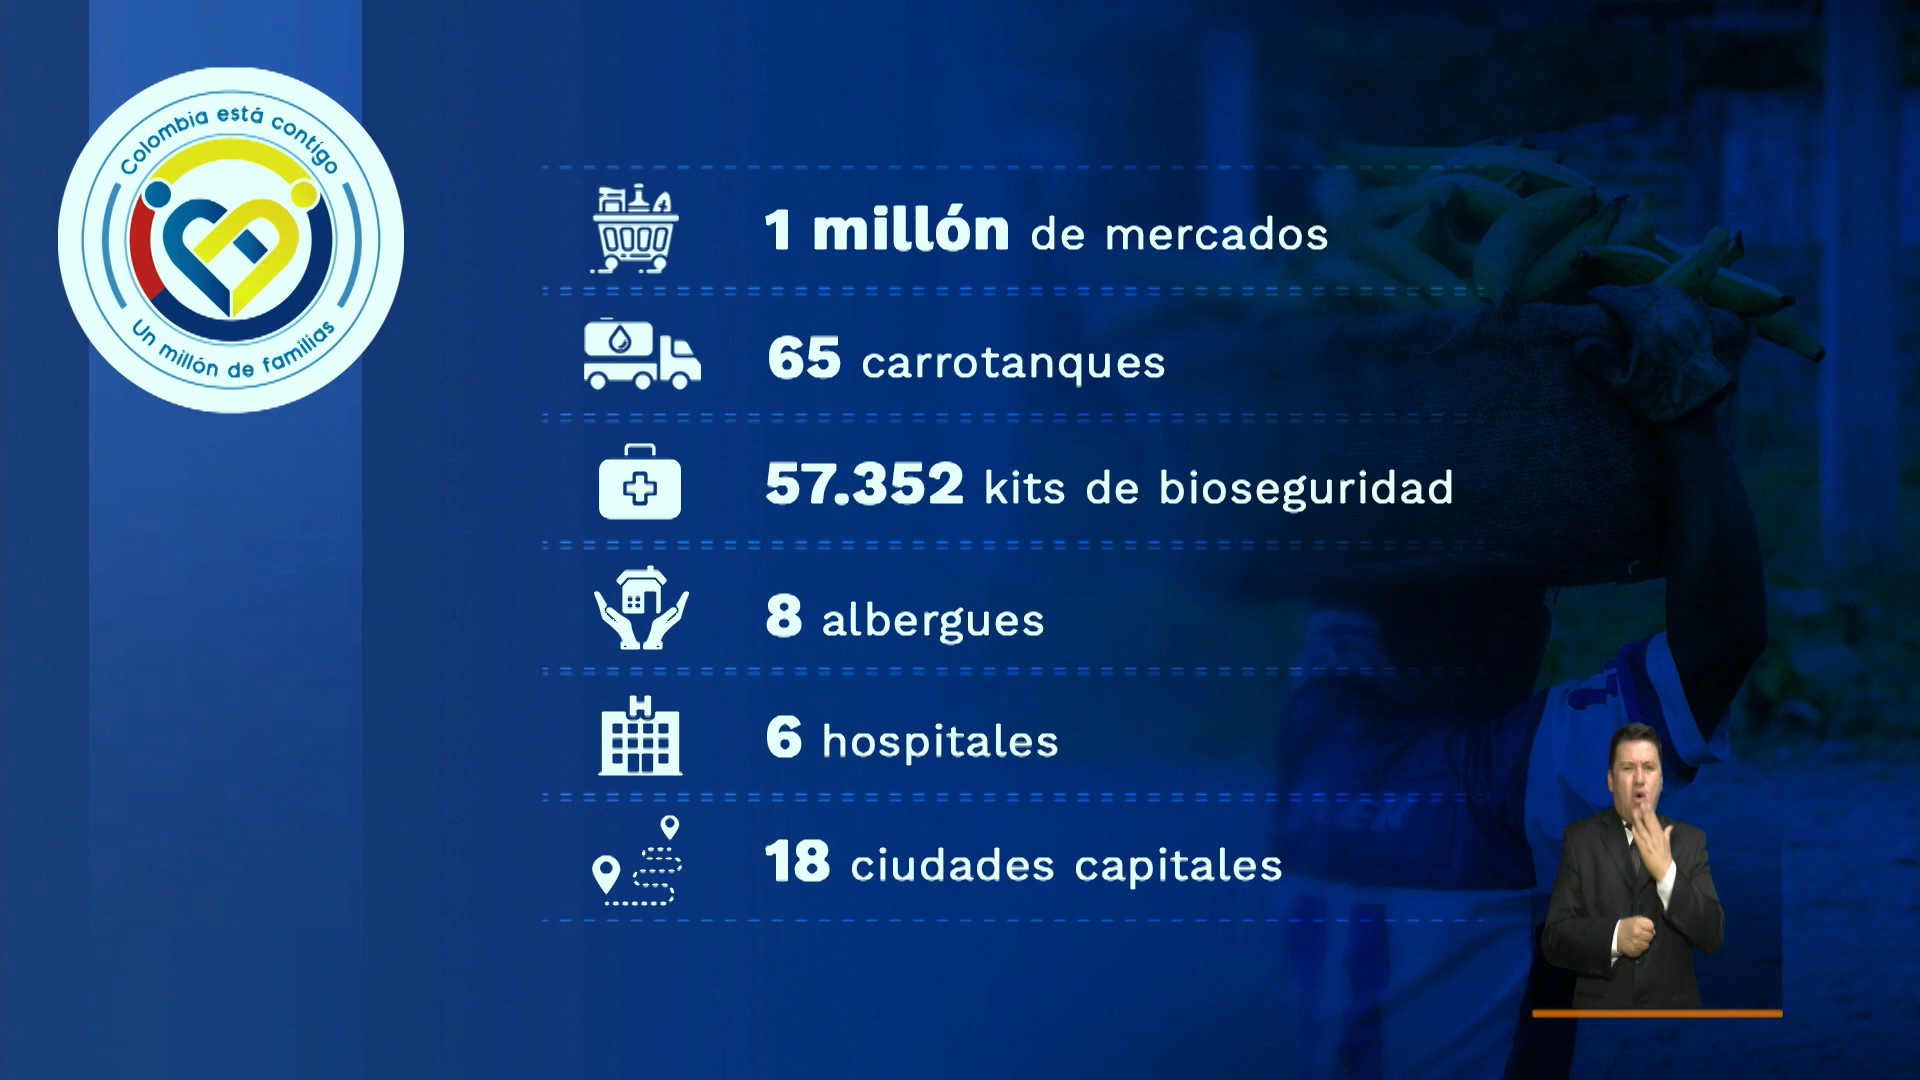 Colombia está contigo
Un millón de familias
1 millón de mercados
65 carrotanques
57.352 kits de bioseguridad
8 albergues
6 hospitales
18 ciudades capitales